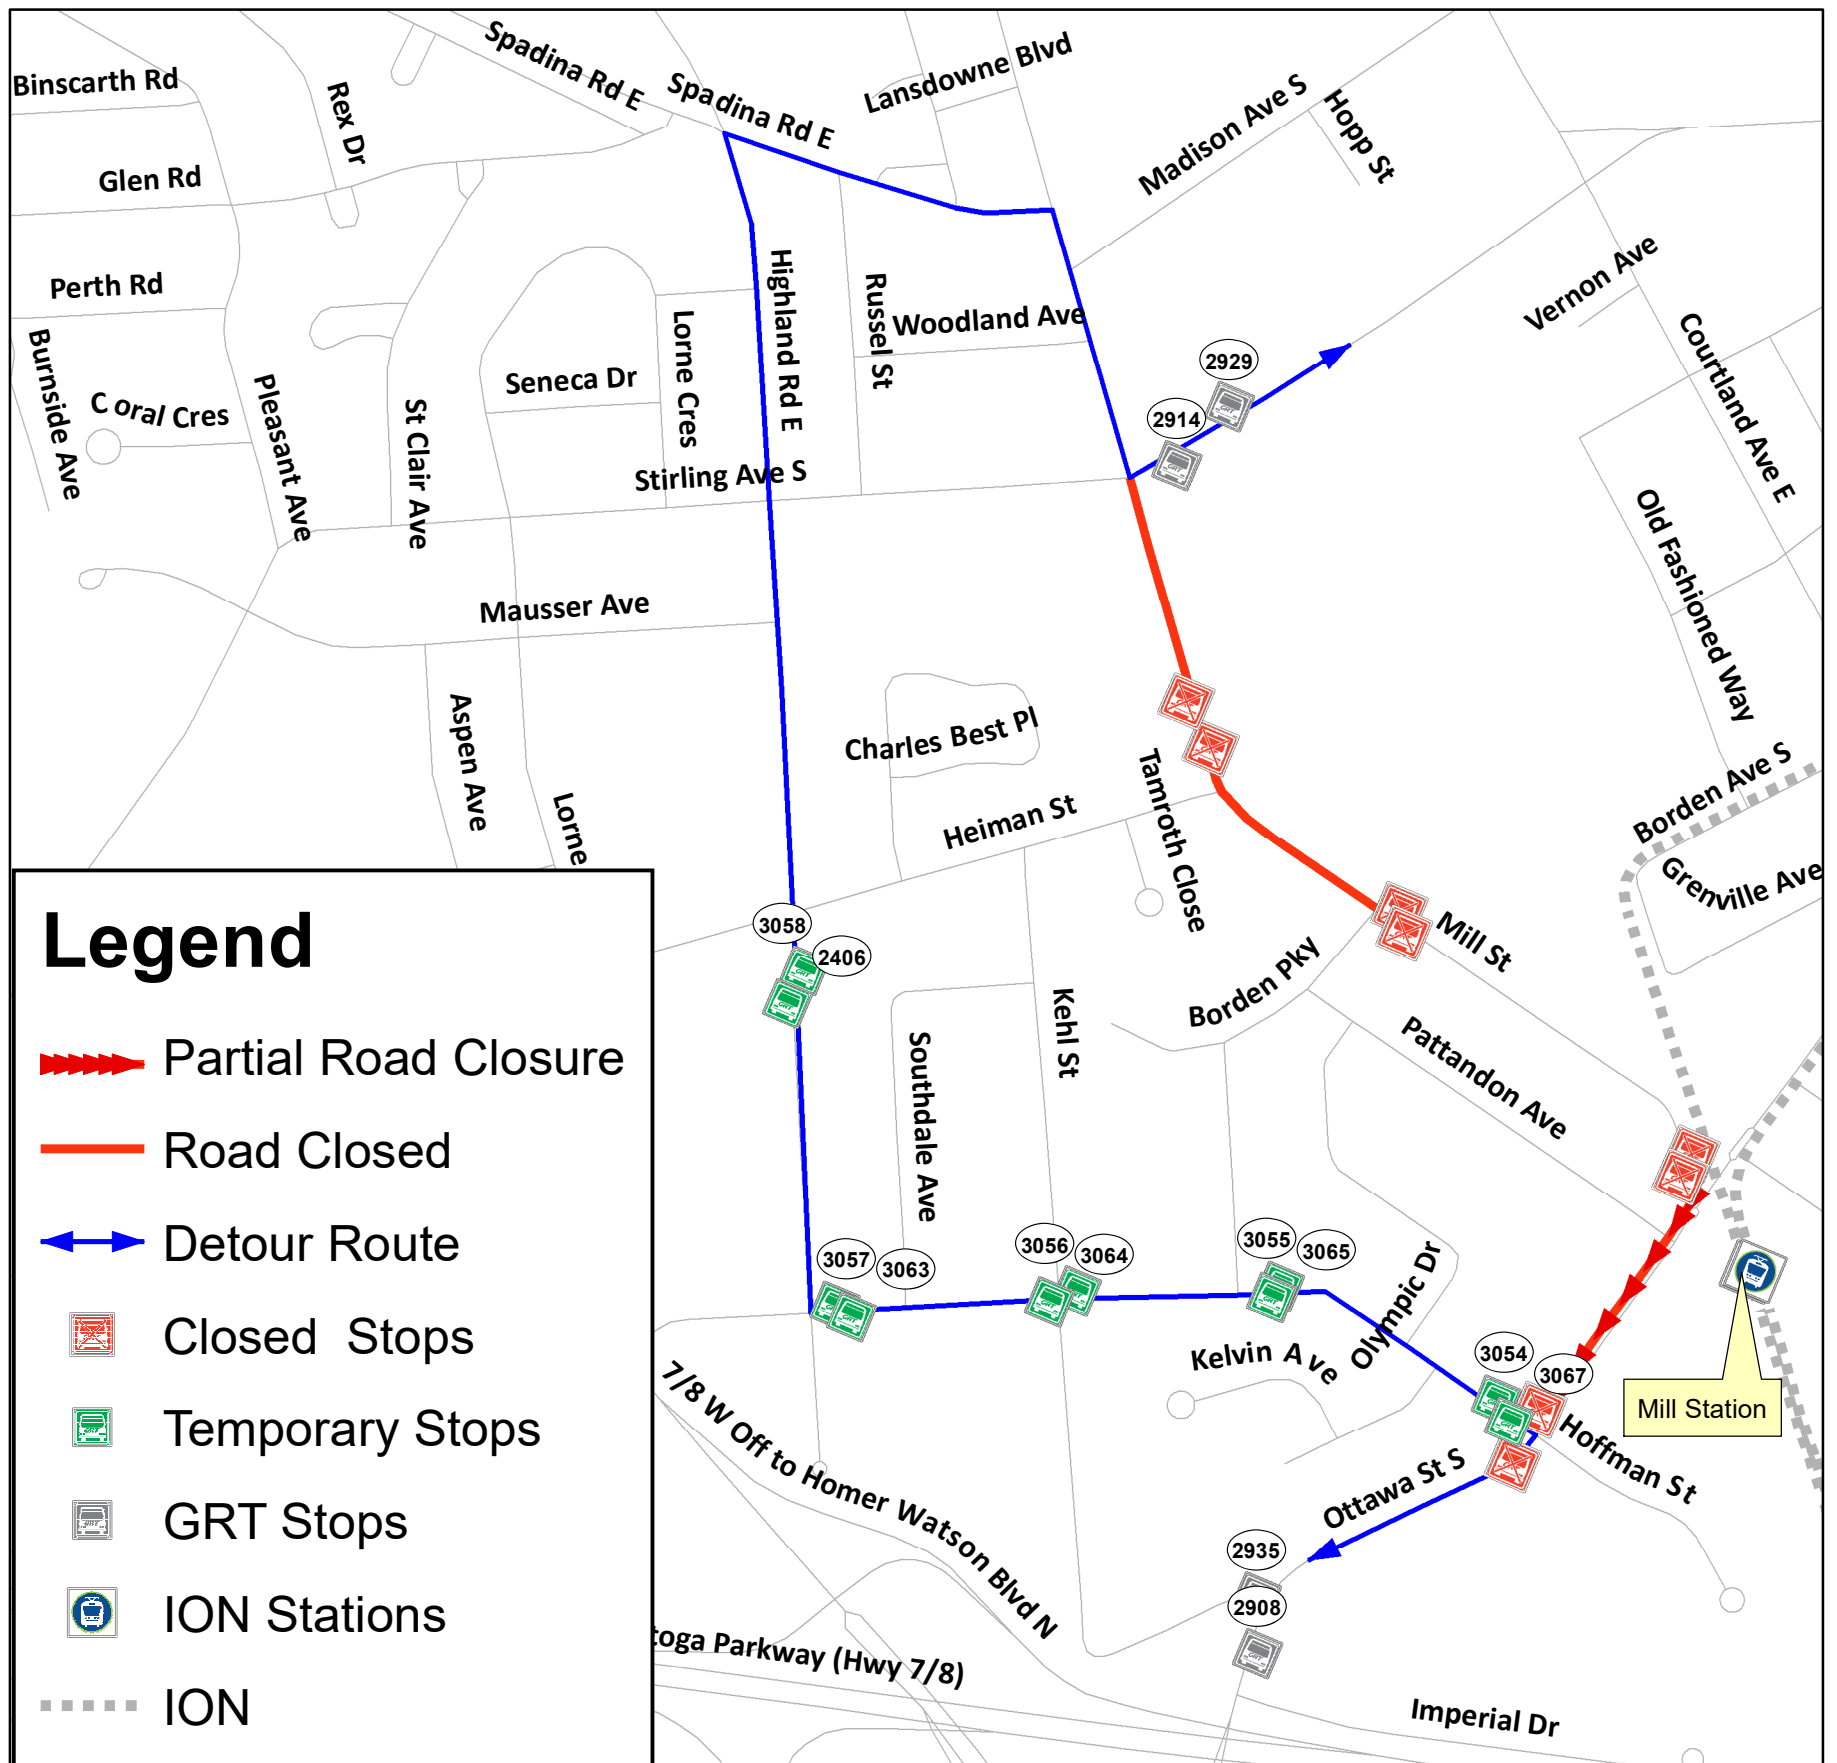 Spadina Rd E
Spadina Rd E
Lansdowne Blvd
Binscarth Rd
Rex Dr
Madison Ave S
Hopp St
Glen Rd
Perth Rd
Highland Rd E
Russel St
Woodland Ave
Vernon Ave
Courtland Ave E
Burnside Ave
Coral Cres
Pleasant Ave
St Clair Ave
Seneca Dr
Lorne Cres
2929
2914
Stirling Ave S
Old Fashioned Way
Mausser Ave
Aspen Ave
Lorne
Charles Best Pl
Heiman St
Tamroth Close
Borden Ave S
Grenville Ave
Mill St
3058
2406
Borden Pky
Kehl St
Southdale Ave
Pattandon Ave
3057
3063
3056
3064
3055
3065
Olympic Dr
Kelvin Ave
3054
3067
Mill Station
Hoffman St
Ottawa St S
7/8 W Off to Homer Watson Blvd N
2935
2908
toga Parkway (Hwy 7/8)
Imperial Dr
Legend
Partial Road Closure
Road Closed
Detour Route
Closed Stops
Temporary Stops
GRT Stops
ION Stations
ION